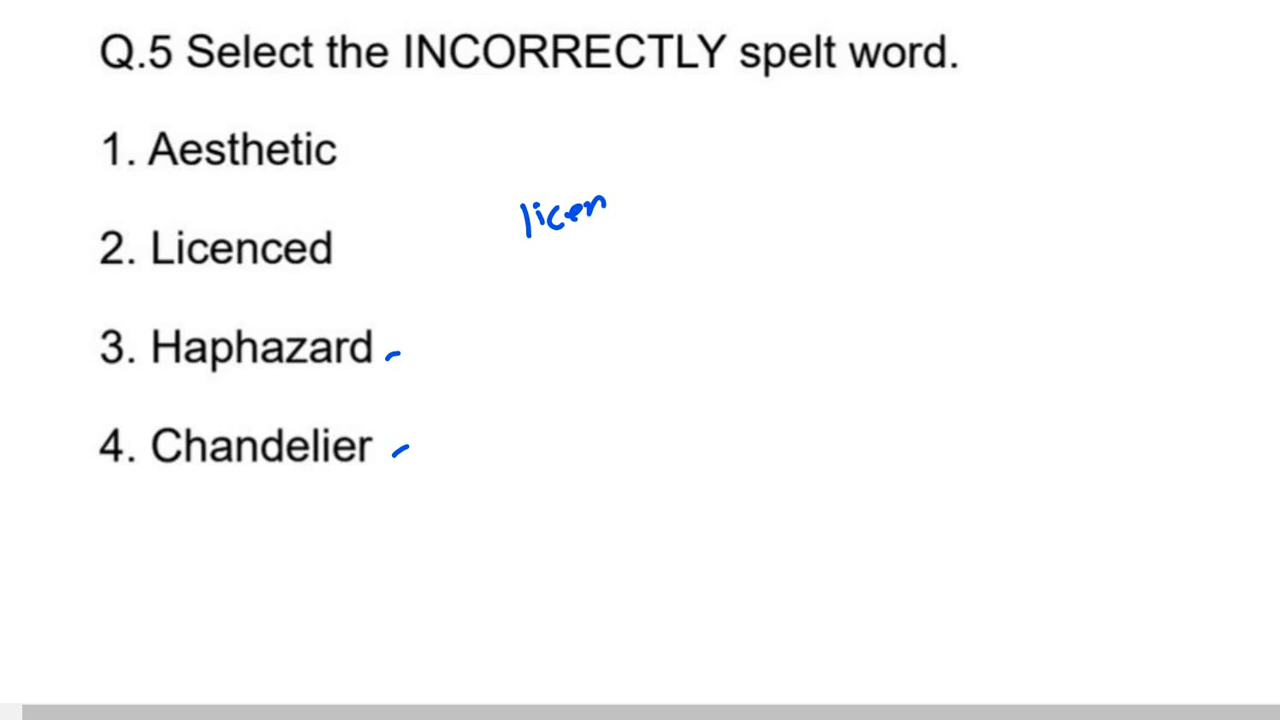 Q.5 Select the INCORRECTLY spelt word.
1. Aesthetic
licen
2. Licenced
3. Haphazard
4. Chandelier